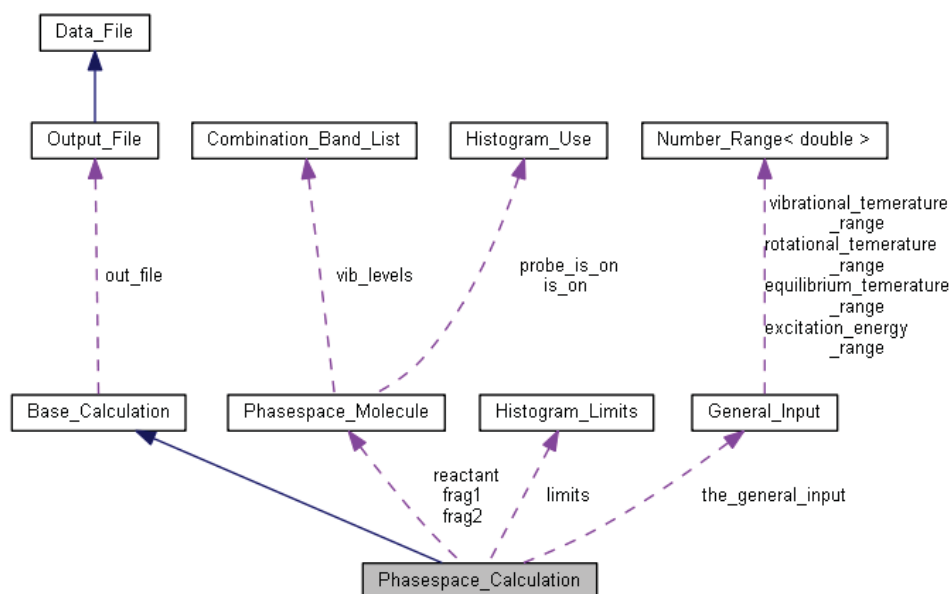 Data_File
Output_File
Combination_Band_List
Histogram_Use
Number_Range< double >
vibrational_temerature
_range
rotational_temerature
_range
equilibrium_temerature
_range
excitation_energy
_range
out_file
vib_levels
probe_is_on
is_on
Base_Calculation
Phasespace_Molecule
Histogram_Limits
General_Input
reactant
frag1
frag2
limits
the_general_input
Phasespace_Calculation